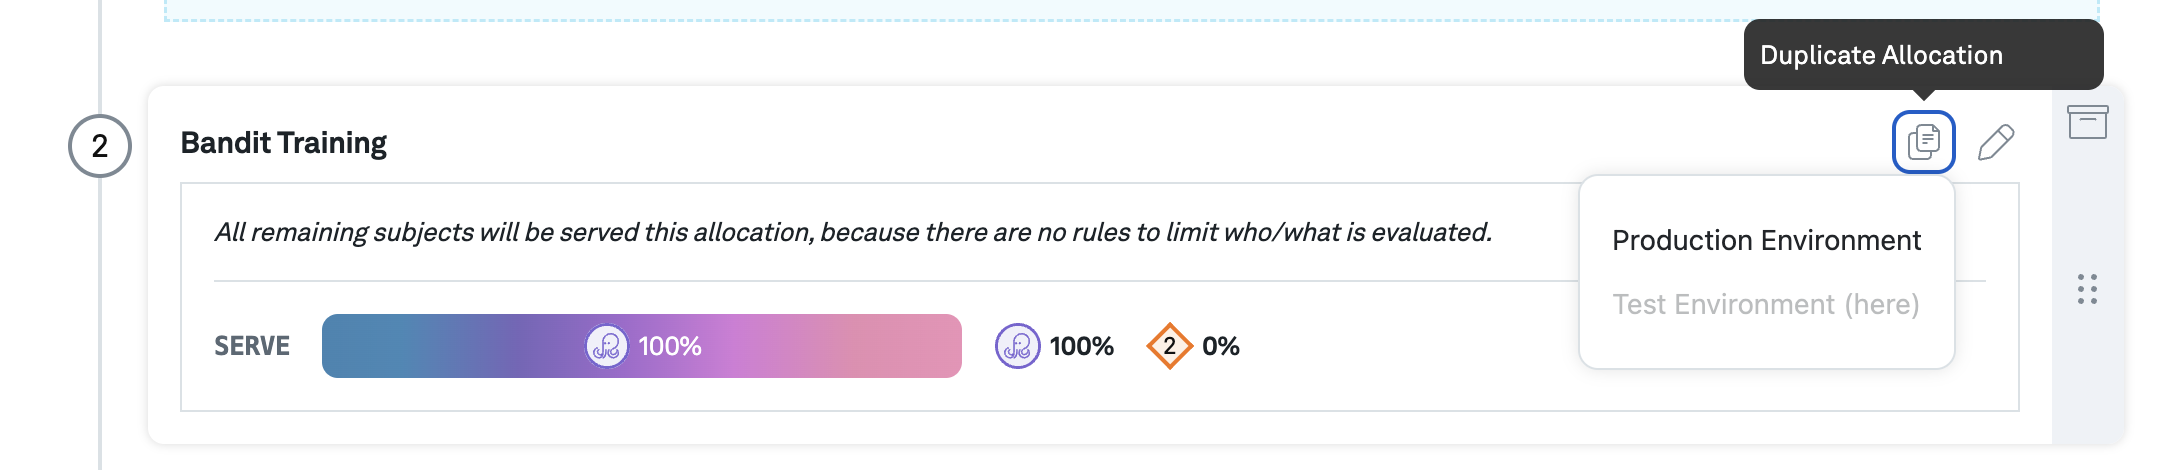 Duplicate Allocation
2
Bandit Training
All remaining subjects will be served this allocation, because there are no rules to limit who/what is evaluated.
Production Environment
Test Environment (here)
SERVE
100%
100%
2
0%